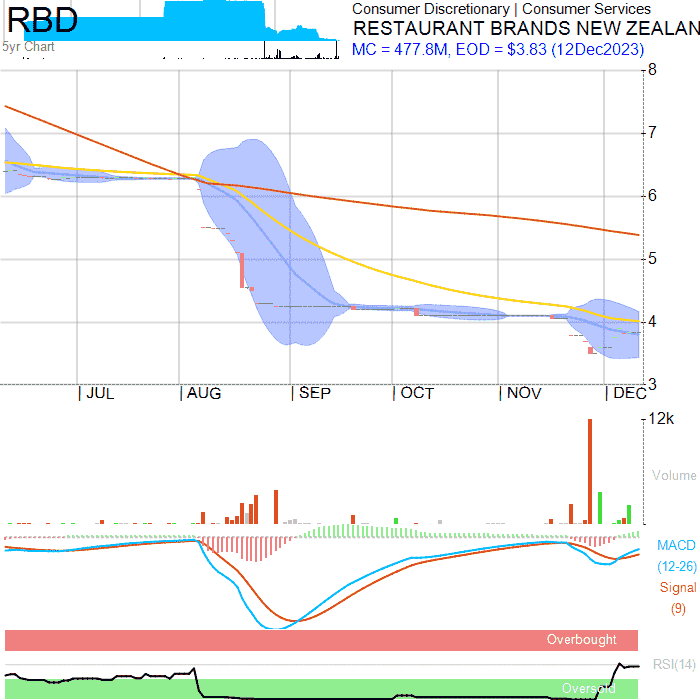 RBD
5yr Chart
Consumer Discretionary | Consumer Services
RESTAURANT BRANDS NEW ZEALAN
MC = 477.8M, EOD = $3.83 (12Dec2023)
8
7
6
5
4
3
| JUL | AUG | SEP | OCT | NOV | DEC
12k
Volume
MACD
(12-26)
Signal
(9)
Overbought
RSI(14)
Oversold